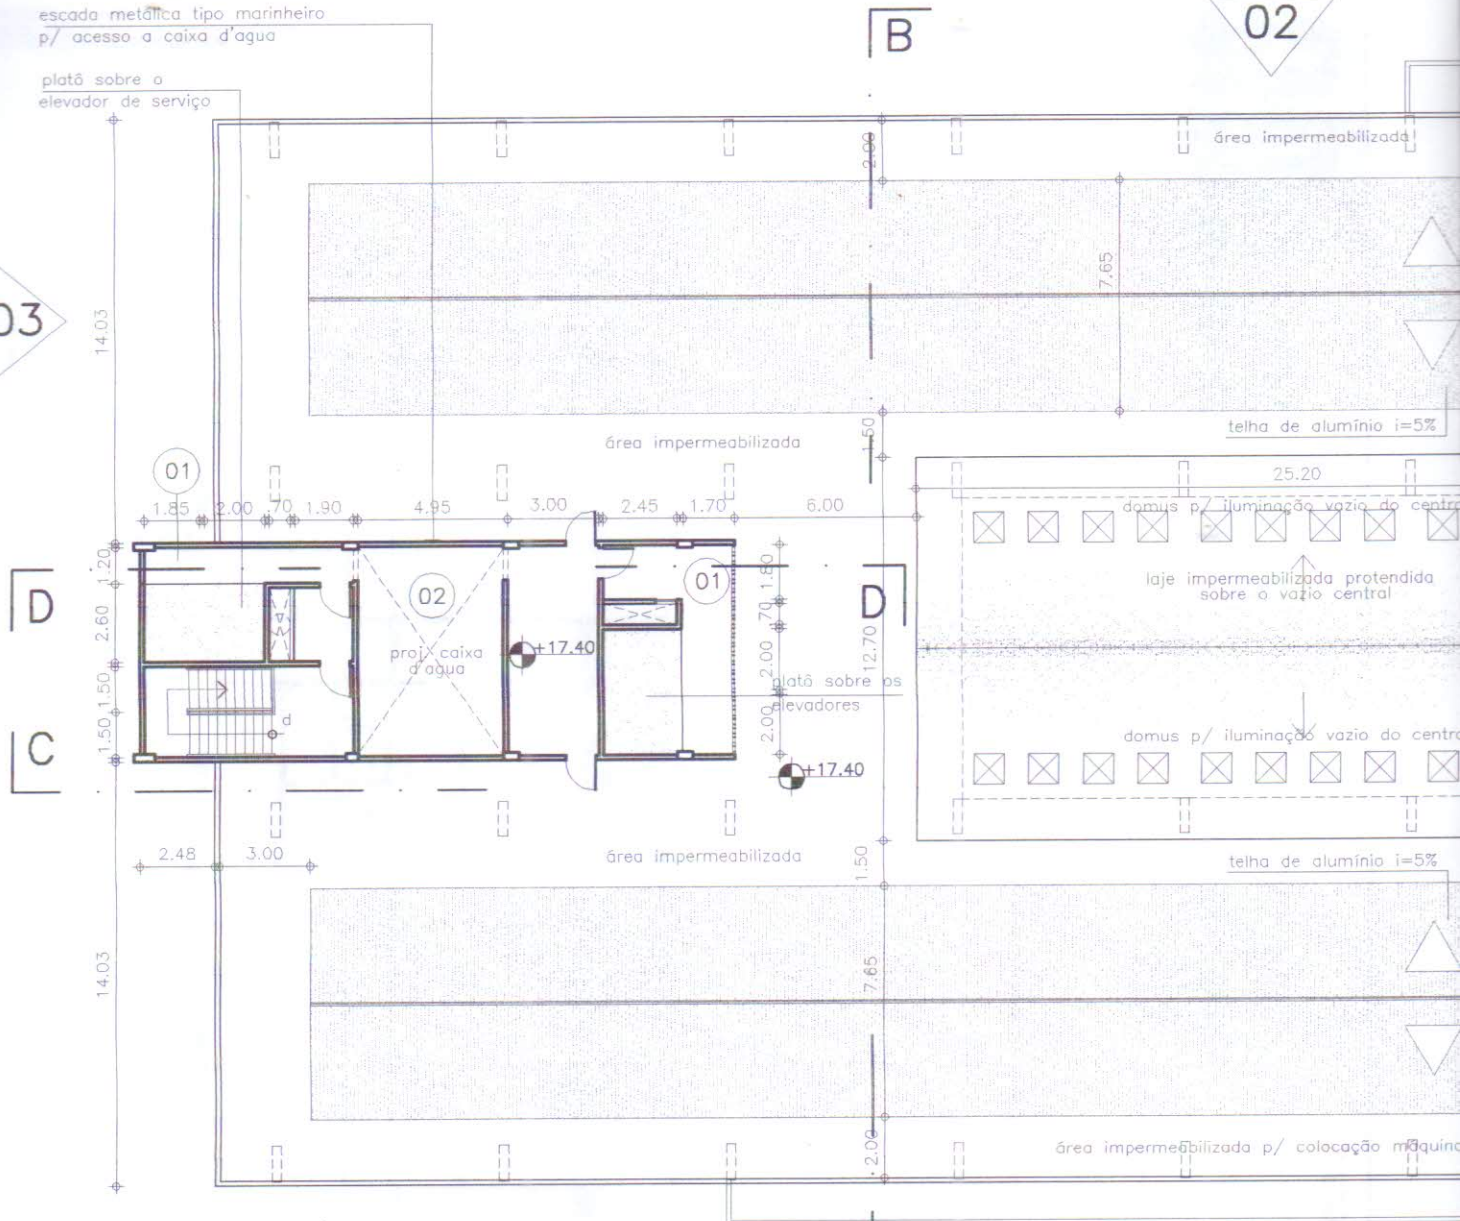 escada metálica tipo marinheiro
p/ acesso a caixa d'agua
B
02
platô sobre o
elevador de serviço
área impermeabilizada
2.00
03
14.03
7.65
1.50
telha de alumínio i=5%
área impermeabilizada
01
25.20
1.85 2.00 .70 1.90 4.95 3.00 2.45 1.70 6.00
domus p/ iluminação vazio do centro
1.20
1.80
D
02
01
D
laje impermeabilizada protendida
sobre o vazio central
2.60
.70
proj. caixa
d'agua
+17.40
2.00
12.70
platô sobre os
elevadores
1.50
d
2.00
1.50
C
domus p/ iluminação vazio do centro
+17.40
2.48 3.00
área impermeabilizada
1.50
telha de alumínio i=5%
14.03
7.65
2.00
área impermeabilizada p/ colocação máquina